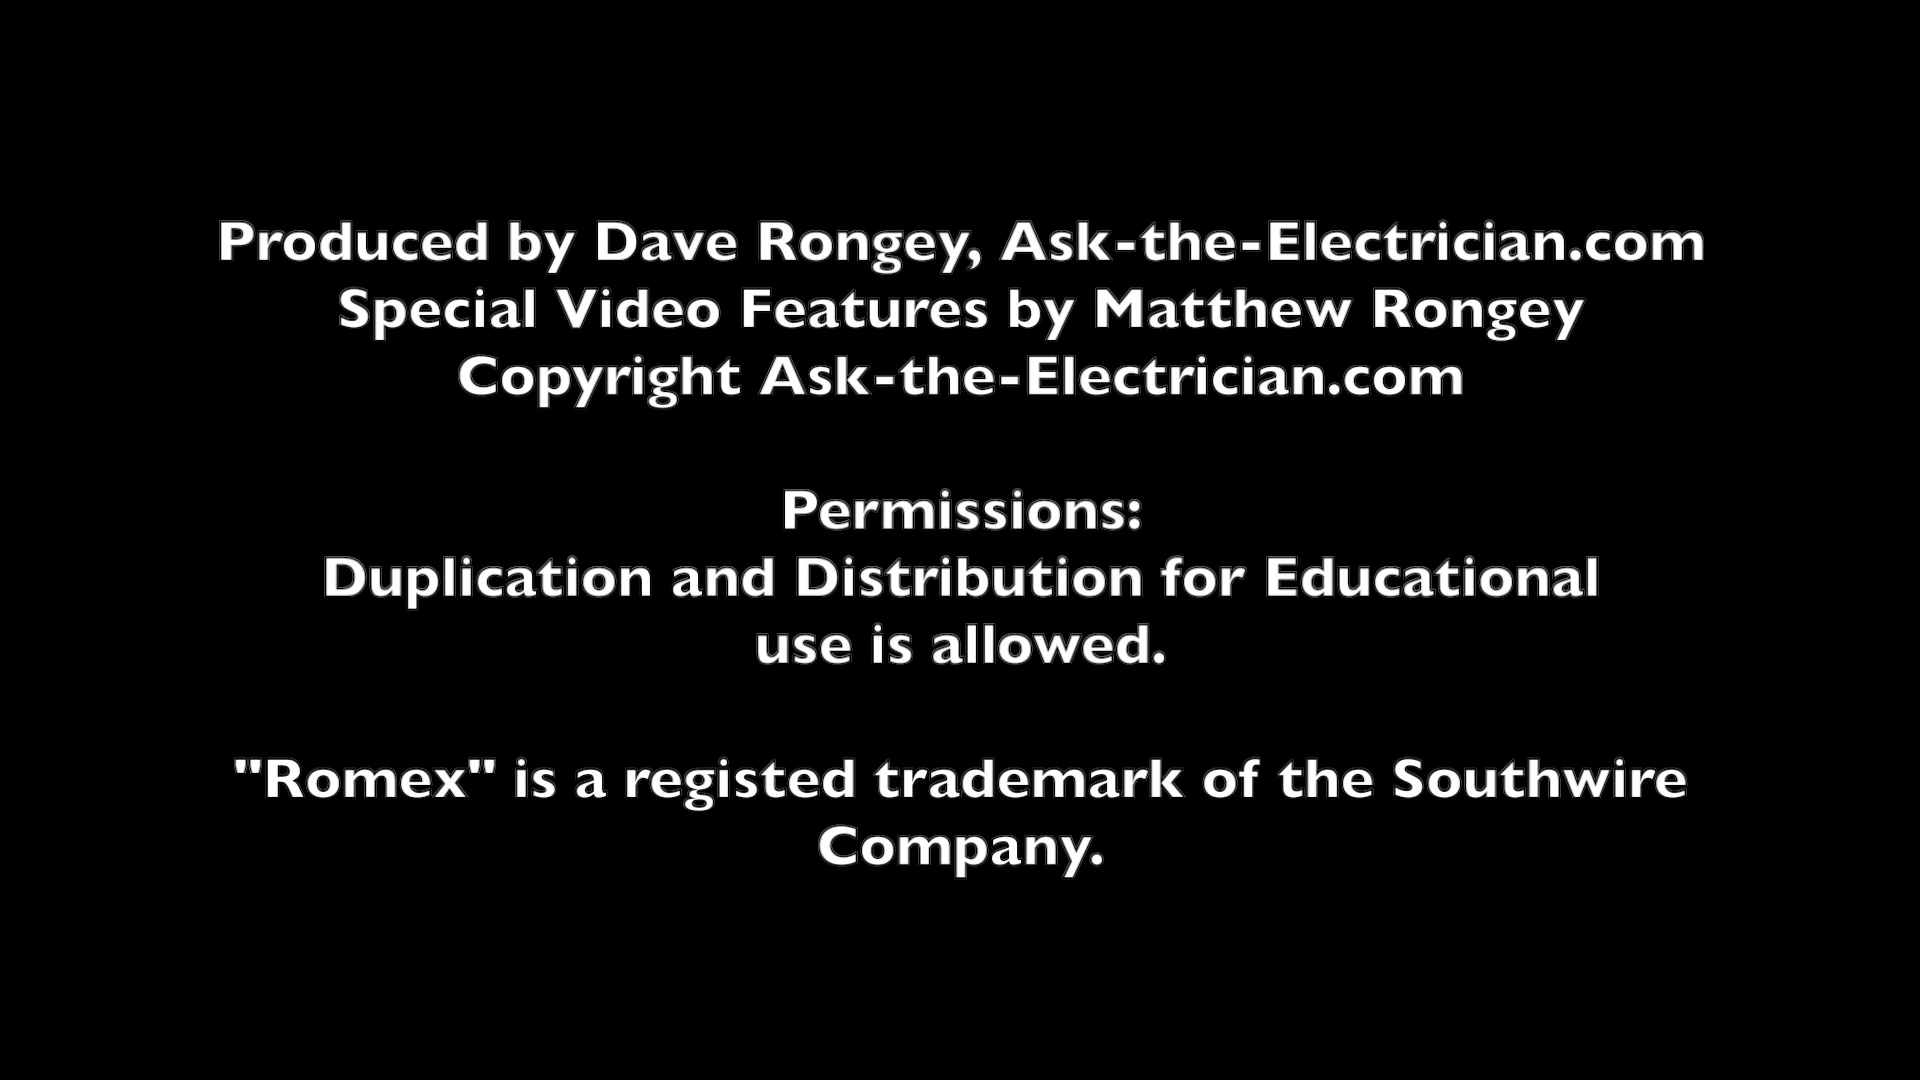 Produced by Dave Rongey, Ask-the-Electrician.com
Special Video Features by Matthew Rongey
Copyright Ask-the-Electrician.com
Permissions:
Duplication and Distribution for Educational
use is allowed.
"Romex" is a registed trademark of the Southwire
Company.